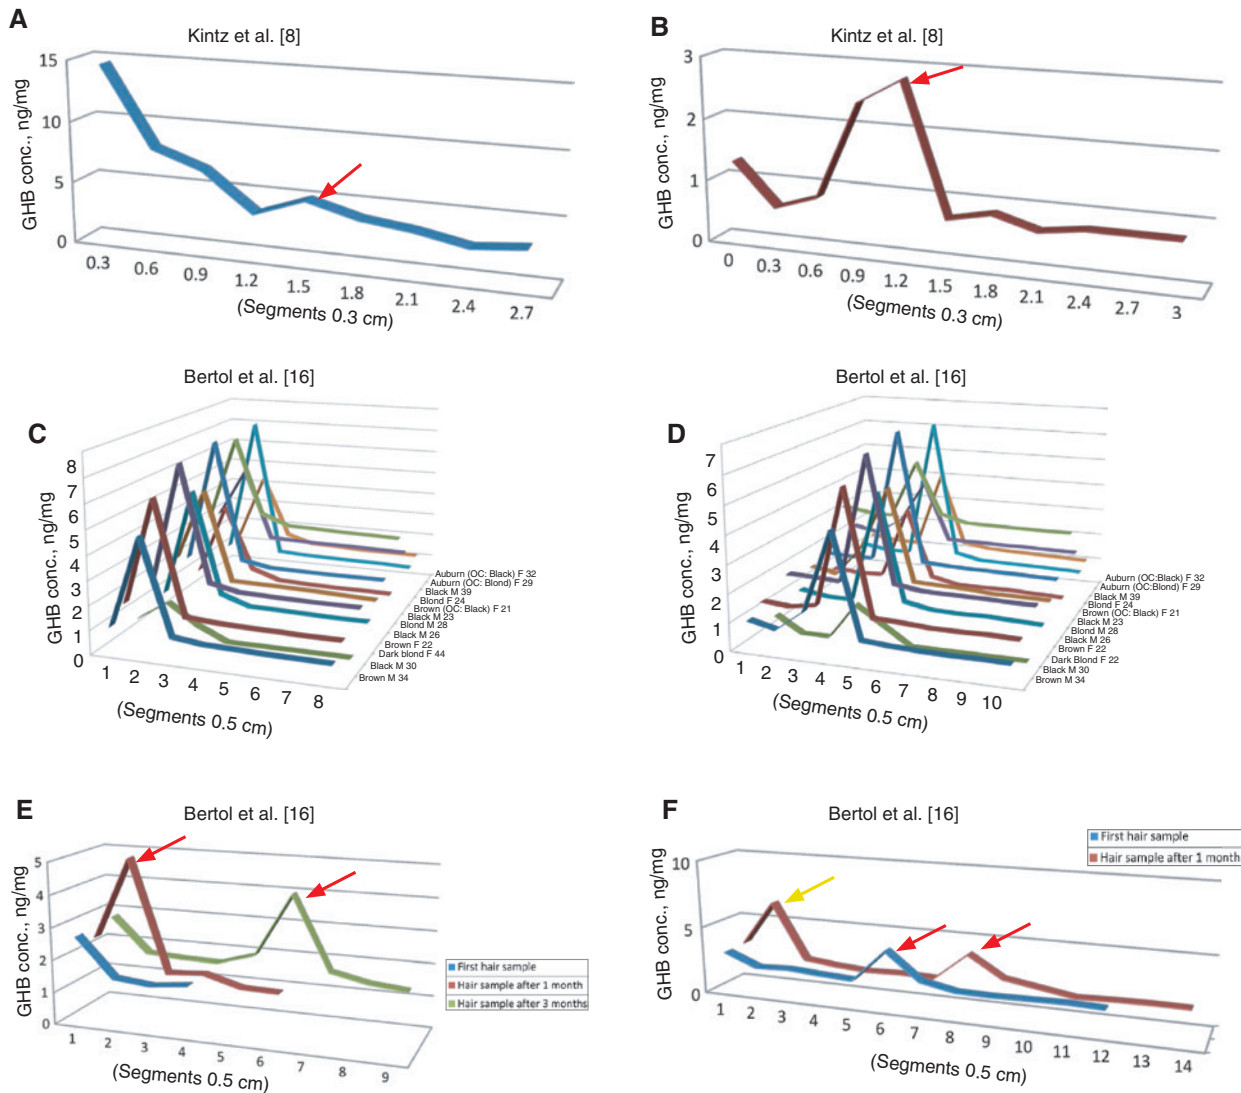 A
Kintz et al. [8]
GHB conc., ng/mg
15
10
5
0
0.3 0.6 0.9 1.2 1.5 1.8 2.1 2.4 2.7
(Segments 0.3 cm)
B
Kintz et al. [8]
GHB conc., ng/mg
3
2
1
0
0 0.3 0.6 0.9 1.2 1.5 1.8 2.1 2.4 2.7 3
(Segments 0.3 cm)
Bertol et al. [16]
C
GHB conc., ng/mg
8
7
6
5
4
3
2
1
0
1 2 3 4 5 6 7 8
(Segments 0.5 cm)
Auburn (OC: Black) F 32
Auburn (OC: Blond) F 29
Black M 39
Blond F 24
Brown (OC: Black) F 21
Black M 23
Blond M 28
Black M 26
Brown F 22
Dark blond F 44
Black M 30
Brown M 34
Bertol et al. [16]
D
GHB conc., ng/mg
7
6
5
4
3
2
1
0
1 2 3 4 5 6 7 8 9 10
(Segments 0.5 cm)
Auburn (OC:Black) F 32
Auburn (OC:Blond) F 29
Black M 39
Blond F 24
Brown (OC: Black) F 21
Black M 23
Blond M 28
Black M 26
Brown F 22
Dark Blond F 22
Black M 30
Brown M 34
E
Bertol et al. [16]
GHB conc., ng/mg
5
4
3
2
1
0
1 2 3 4 5 6 7 8 9
(Segments 0.5 cm)
First hair sample
Hair sample after 1 month
Hair sample after 3 months
F
Bertol et al. [16]
GHB conc., ng/mg
10
5
0
1 2 3 4 5 6 7 8 9 10 11 12 13 14
(Segments 0.5 cm)
First hair sample
Hair sample after 1 month